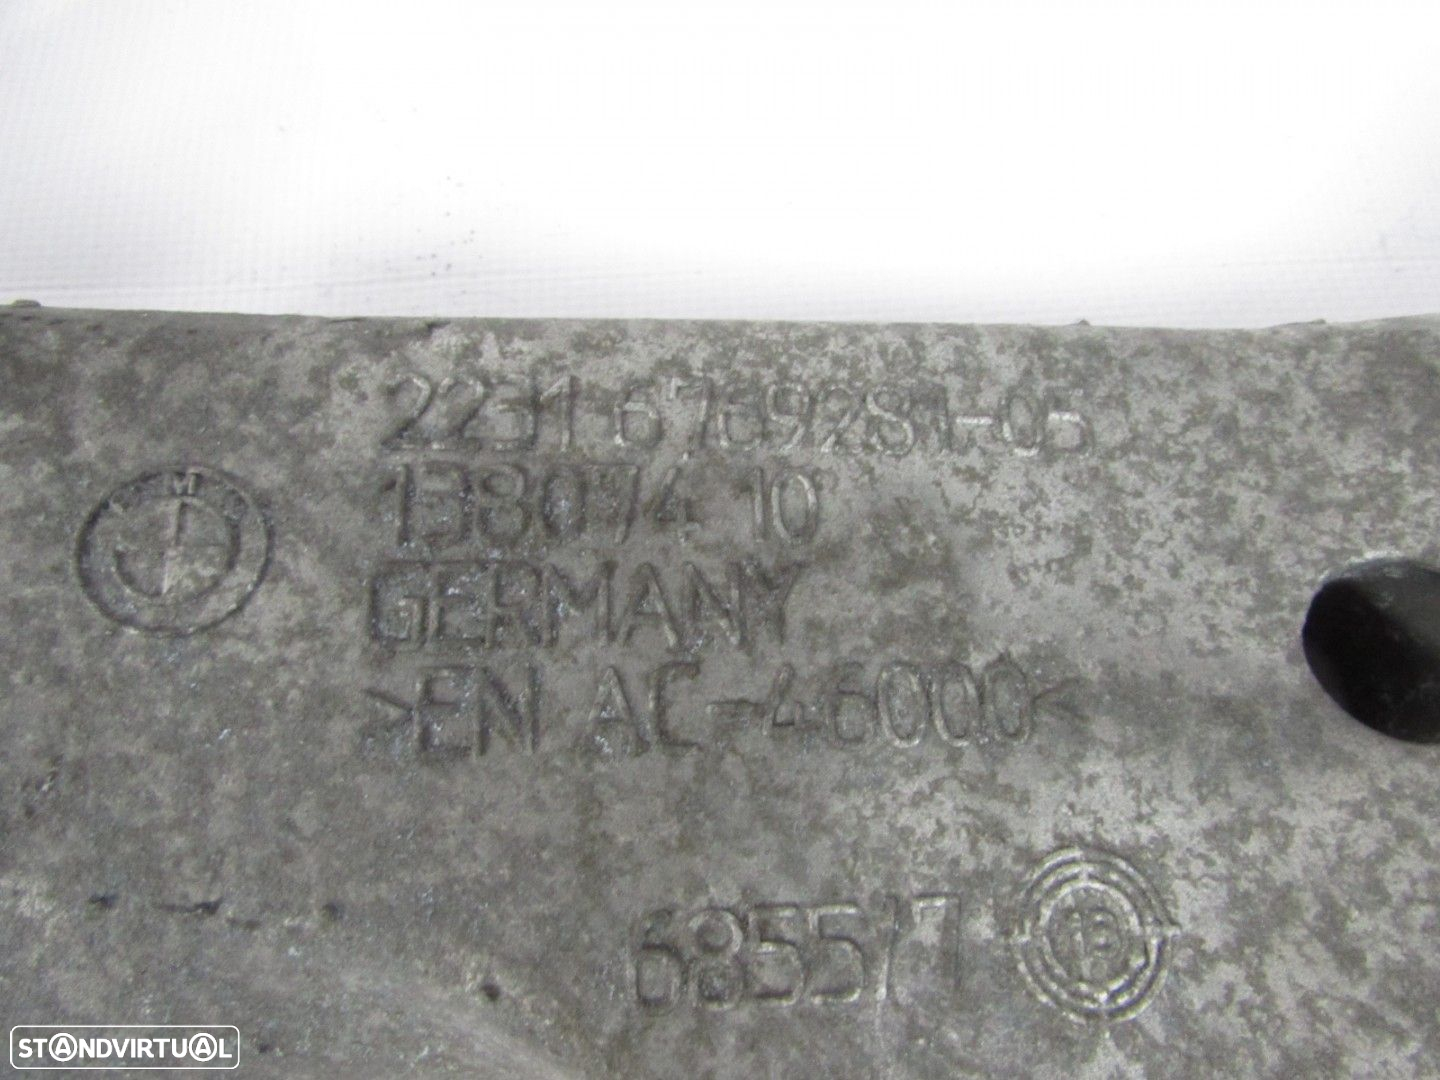 2231 6769281-05
138074 10
GERMANY
>EN AC-46000<
685517
STANDVIRTUAL